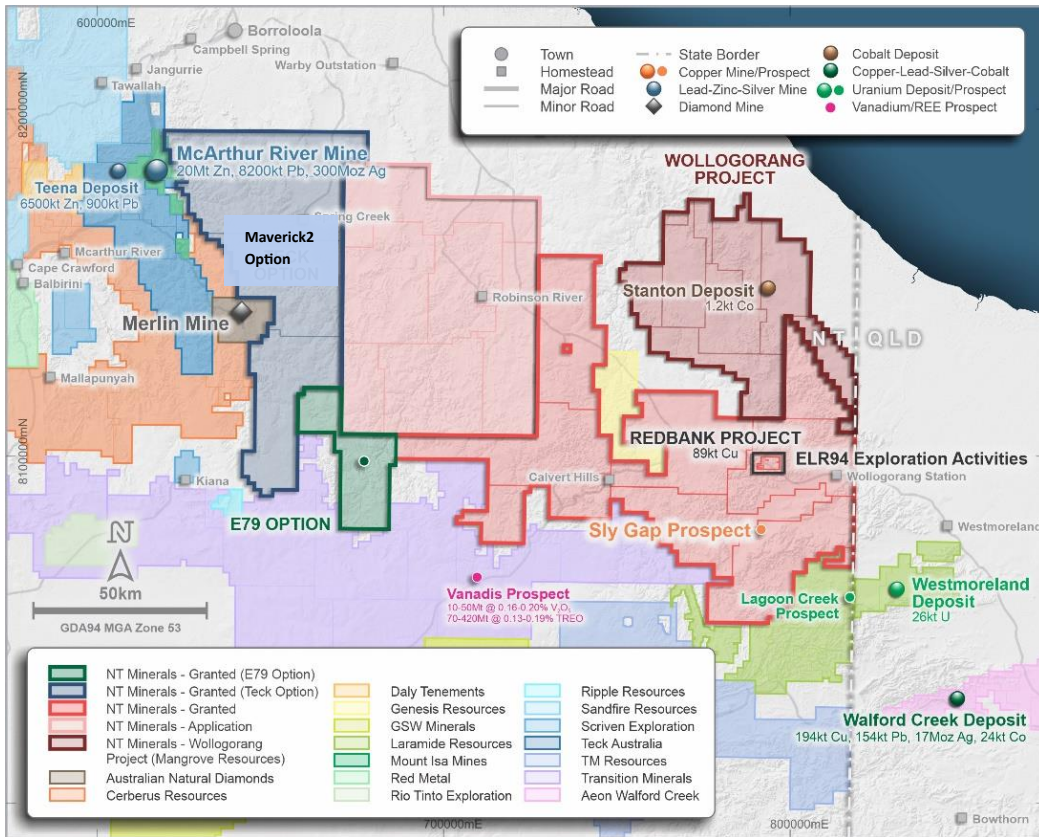 600000mE
Borroloola
Campbell Spring
Warby Outstation
Jangurrie
Tawallah
8200000mN
Town
Homestead
Major Road
Minor Road
State Border
Copper Mine/Prospect
Lead-Zinc-Silver Mine
Diamond Mine
Cobalt Deposit
Copper-Lead-Silver-Cobalt
Uranium Deposit/Prospect
Vanadium/REE Prospect
McArthur River Mine
20Mt Zn, 8200kt Pb, 300Moz Ag
Teena Deposit
6500kt Zn, 900kt Pb
WOLLOGORANG
PROJECT
Spring Creek
Maverick2
Option
OPTION
Mcarthur River
Cape Crawford
Balbirini
Robinson River
Stanton Deposit
1.2kt Co
Merlin Mine
NT
QLD
Mallapunyah
8100000mN
REDBANK PROJECT
89kt Cu
ELR94 Exploration Activities
Wollogorang Station
Kiana
Calvert Hills
E79 OPTION
Sly Gap Prospect
Westmoreland
N
50km
GDA94 MGA Zone 53
Vanadis Prospect
10-50Mt @ 0.16-0.20% V₂O₅
70-420Mt @ 0.13-0.19% TREO
Lagoon Creek
Prospect
Westmoreland
Deposit
26kt U
Walford Creek Deposit
194kt Cu, 154kt Pb, 17Moz Ag, 24kt Co
NT Minerals - Granted (E79 Option)
NT Minerals - Granted (Teck Option)
NT Minerals - Granted
NT Minerals - Application
NT Minerals - Wollogorang
Project (Mangrove Resources)
Australian Natural Diamonds
Cerberus Resources
Daly Tenements
Genesis Resources
GSW Minerals
Laramide Resources
Mount Isa Mines
Red Metal
Rio Tinto Exploration
Ripple Resources
Sandfire Resources
Scriven Exploration
Teck Australia
TM Resources
Transition Minerals
Aeon Walford Creek
700000mE
800000mE
Bowthorn